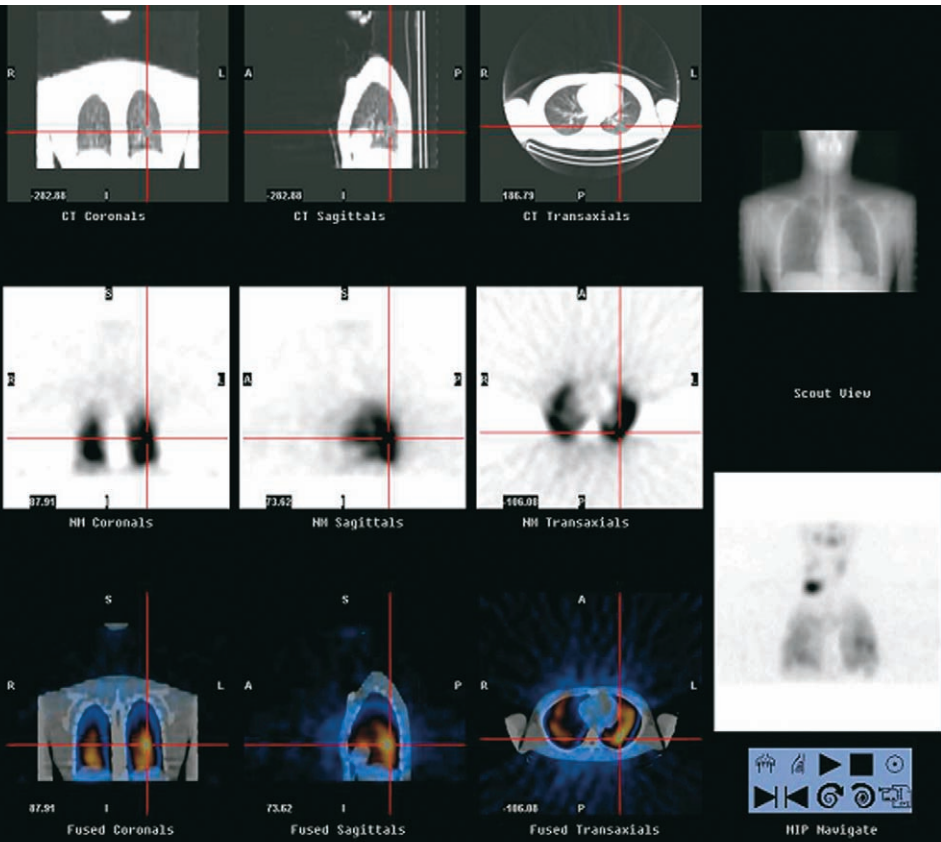 R
L
A
P
R
L
-282.88
I
-282.88
I
186.79
P
CT Coronals
CT Sagittals
CT Transaxials
S
S
A
R
L
A
P
R
L
Scout View
87.91
I
73.62
I
-106.08
P
NM Coronals
NM Sagittals
NM Transaxials
S
S
A
R
L
A
P
R
L
87.91
I
73.62
I
-106.08
P
Fused Coronals
Fused Sagittals
Fused Transaxials
MIP Navigate